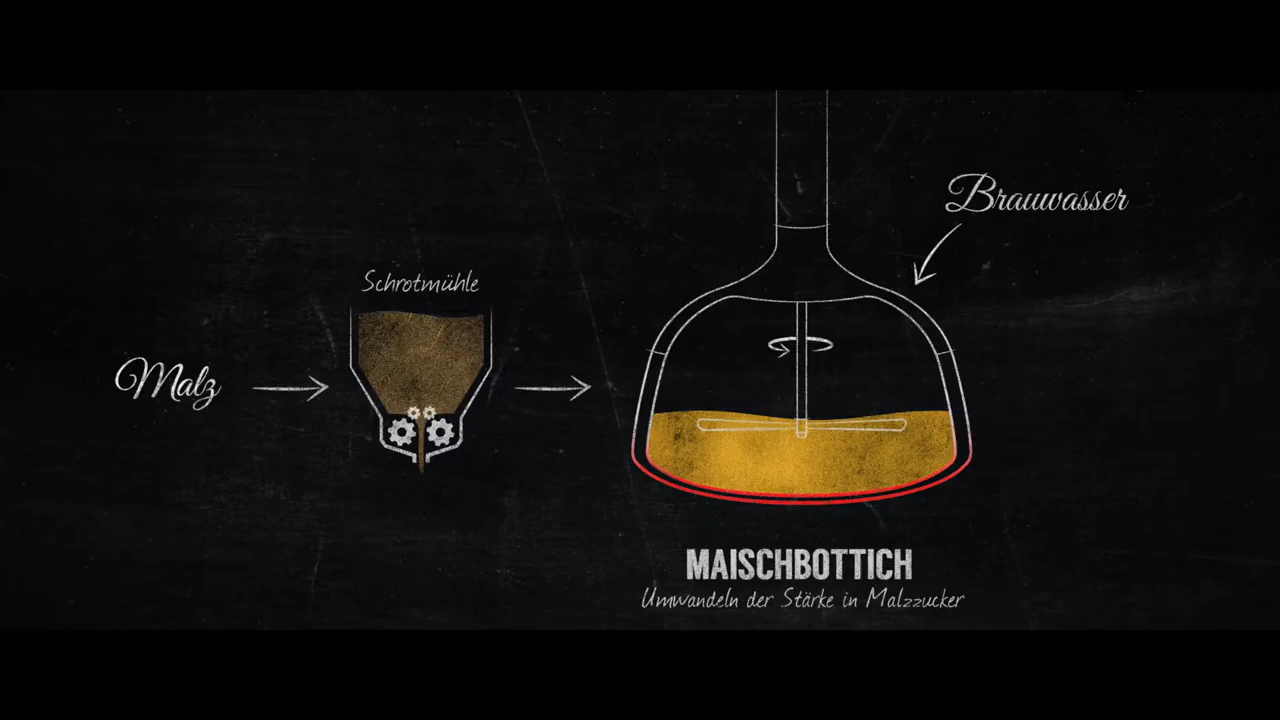 Brauwasser
Schrotmühle
Malz
MAISCHBOTTICH
Umwandeln der Stärke in Malzzucker